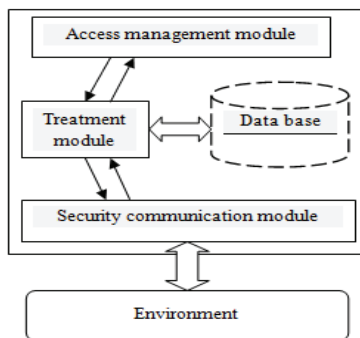 Access management module
Treatment
module
Data base
Security communication module
Environment